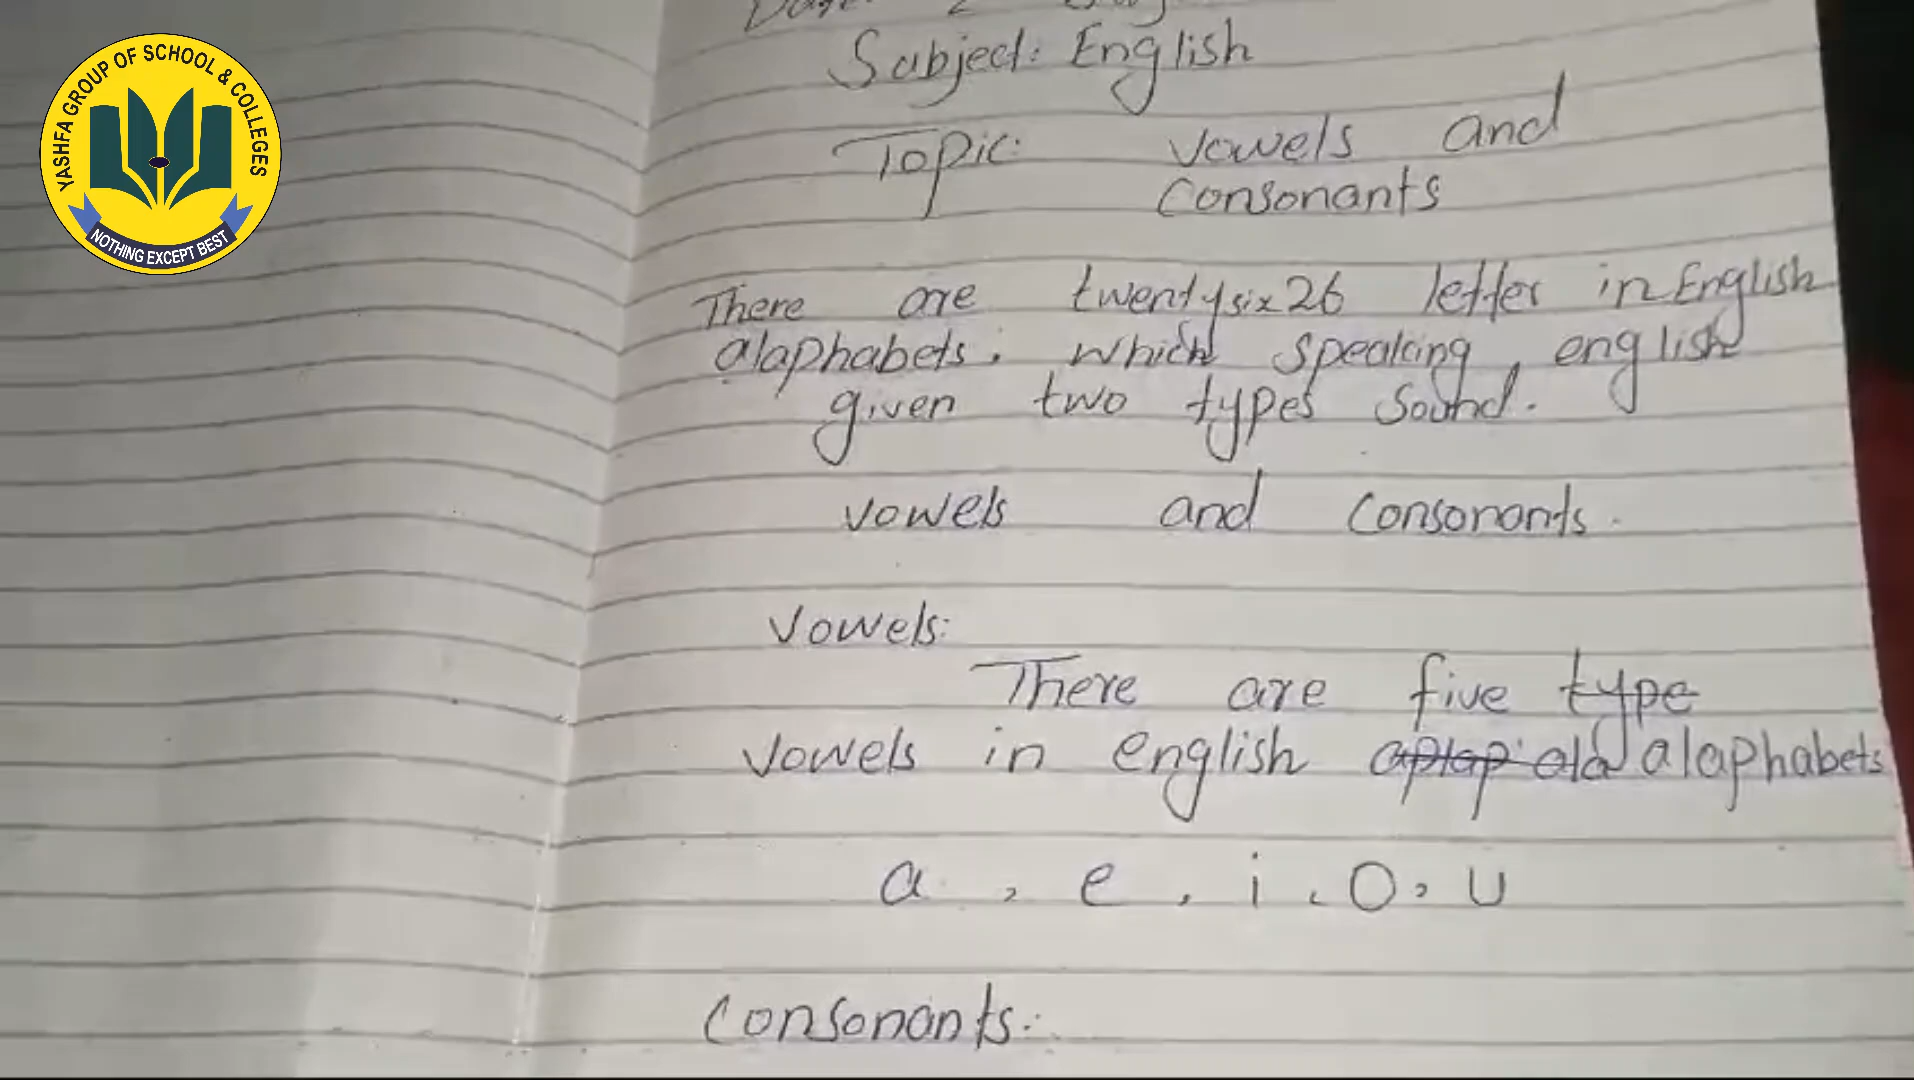 YASHFA GROUP OF SCHOOL & COLLEGES
NOTHING EXCEPT BEST
Subject: English
Topic: vowels and
consonants
There are twentysix 26 letter in English
alaphabets. which speaking, english
given two types sound.
vowels and consonants.
Vowels:
There are five type
vowels in english alaphabets
a, e, i, o, u
Consonants: